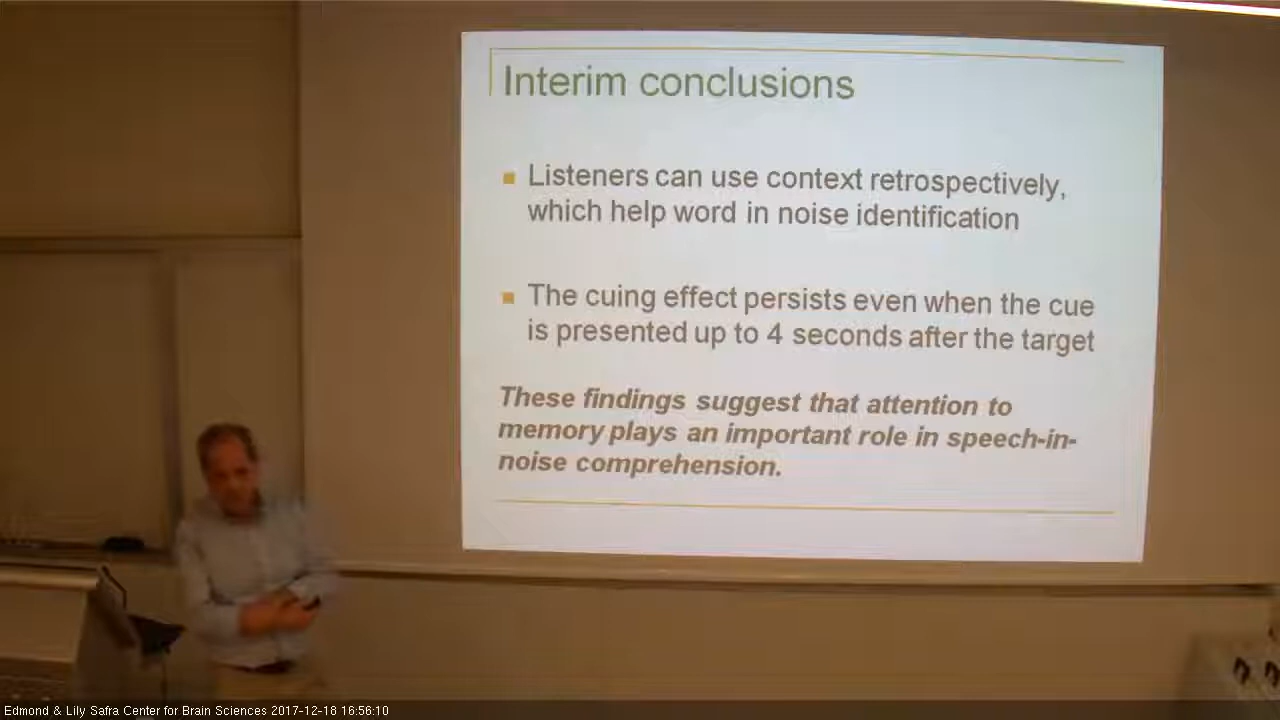 Interim conclusions
Listeners can use context retrospectively,
which help word in noise identification
The cuing effect persists even when the cue
is presented up to 4 seconds after the target
These findings suggest that attention to
memory plays an important role in speech-in-
noise comprehension.
Edmond & Lily Safra Center for Brain Sciences 2017-12-18 16:56:10